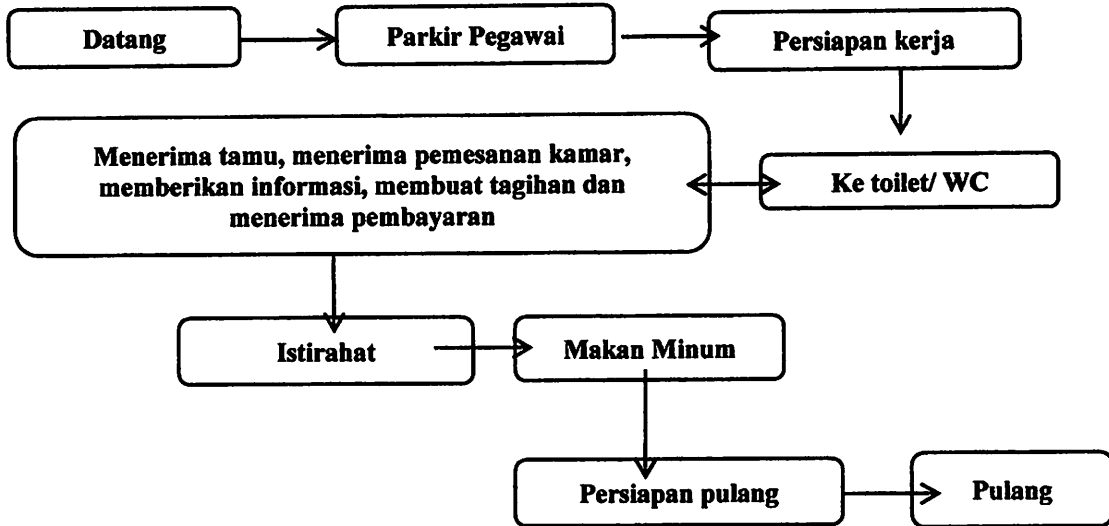 Datang
Parkir Pegawai
Persiapan kerja
Menerima tamu, menerima pemesanan kamar,
memberikan informasi, membuat tagihan dan
menerima pembayaran
Ke toilet/ WC
Istirahat
Makan Minum
Persiapan pulang
Pulang